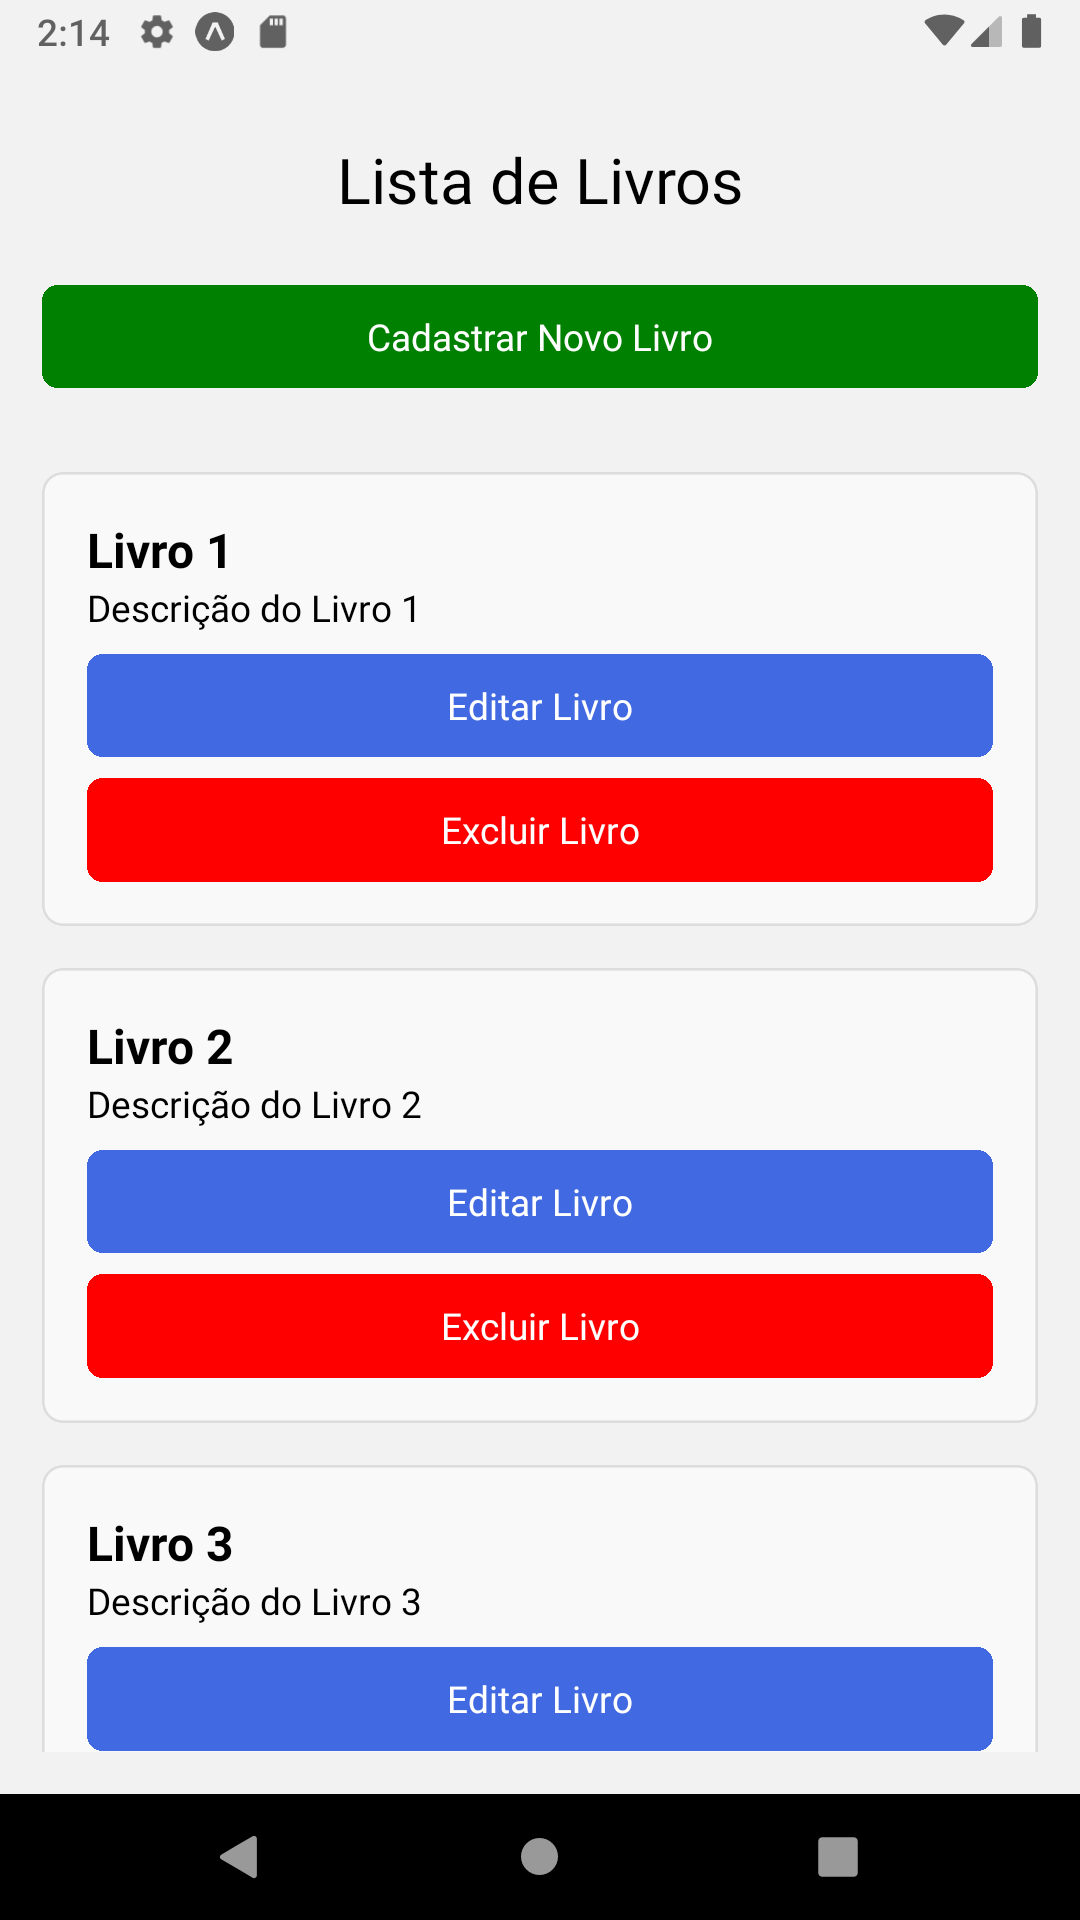 2:14
Lista de Livros
Cadastrar Novo Livro
Livro 1
Descrição do Livro 1
Editar Livro
Excluir Livro
Livro 2
Descrição do Livro 2
Editar Livro
Excluir Livro
Livro 3
Descrição do Livro 3
Editar Livro